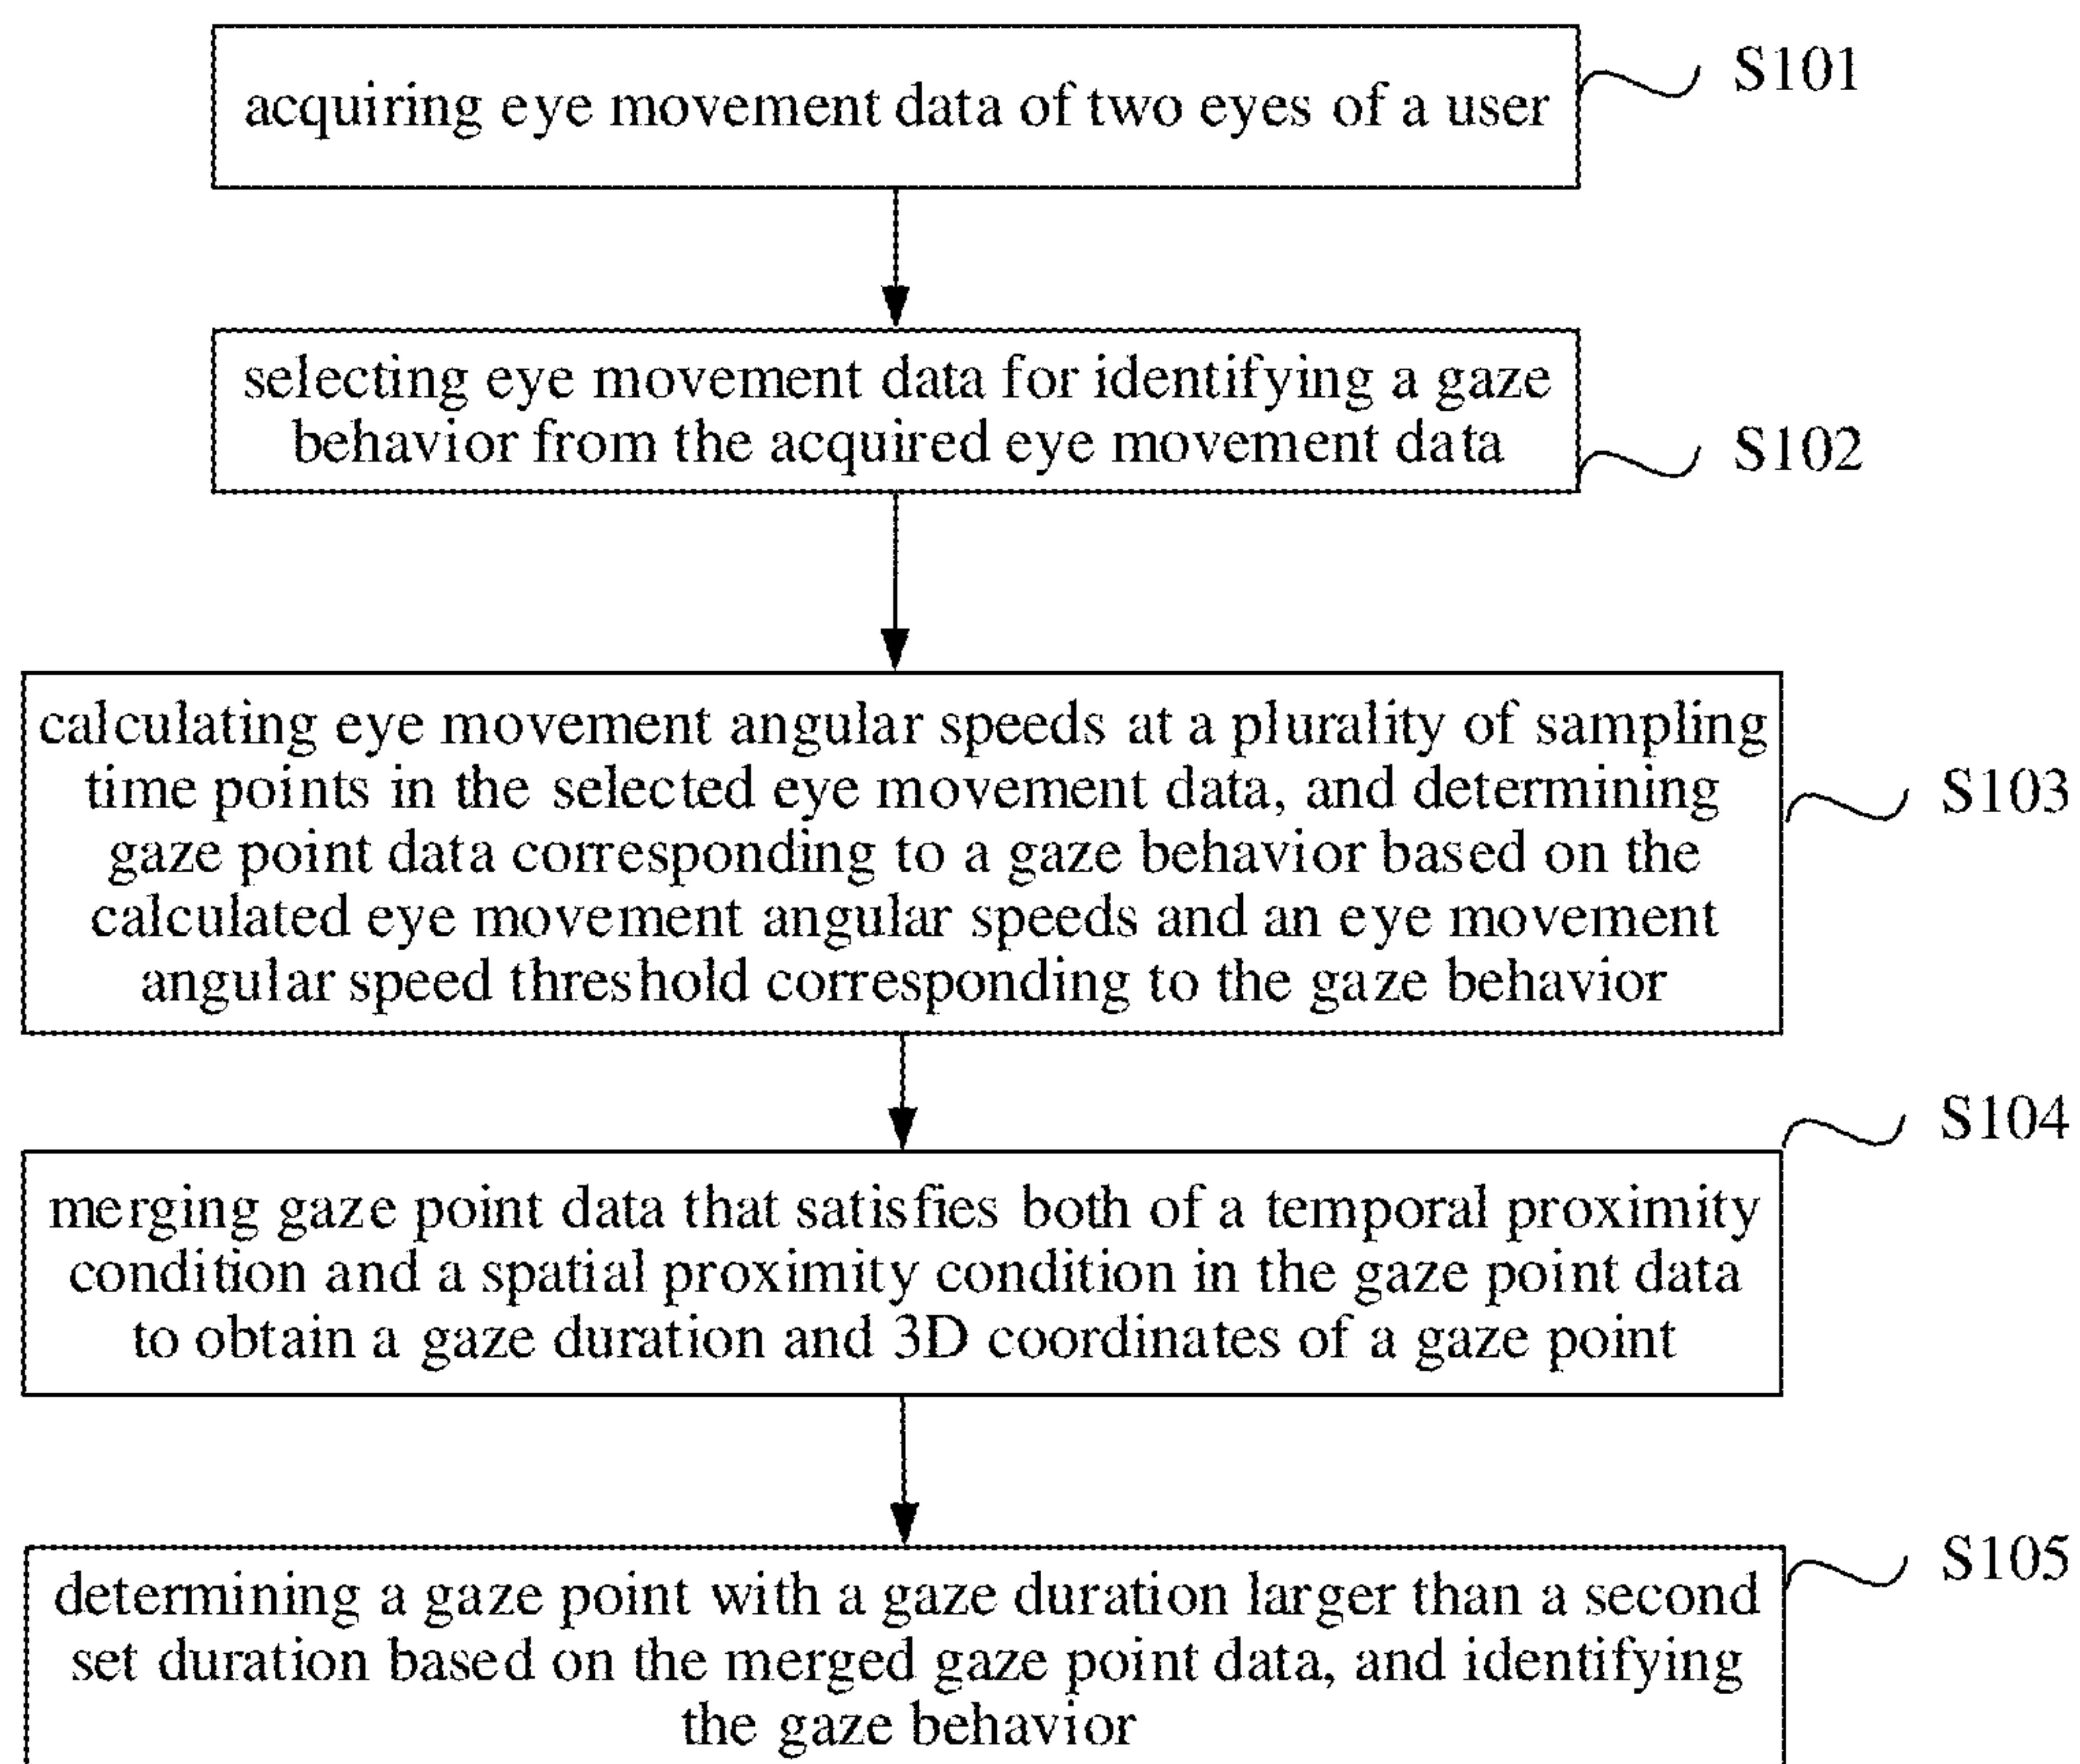 acquiring eye movement data of two eyes of a user
S101
selecting eye movement data for identifying a gaze
behavior from the acquired eye movement data
S102
calculating eye movement angular speeds at a plurality of sampling
time points in the selected eye movement data, and determining
gaze point data corresponding to a gaze behavior based on the
calculated eye movement angular speeds and an eye movement
angular speed threshold corresponding to the gaze behavior
S103
S104
merging gaze point data that satisfies both of a temporal proximity
condition and a spatial proximity condition in the gaze point data
to obtain a gaze duration and 3D coordinates of a gaze point
S105
determining a gaze point with a gaze duration larger than a second
set duration based on the merged gaze point data, and identifying
the gaze behavior